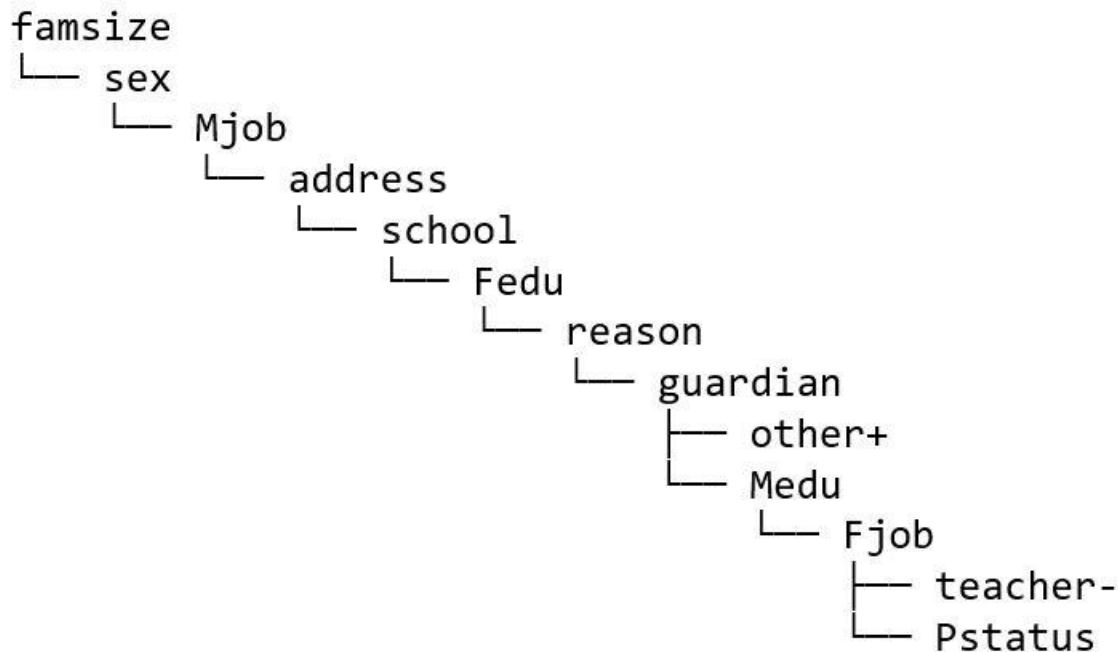 famsize
└── sex
└── Mjob
└── address
└── school
└── Fedu
└── reason
└── guardian
├── other+
└── Medu
└── Fjob
├── teacher-
└── Pstatus